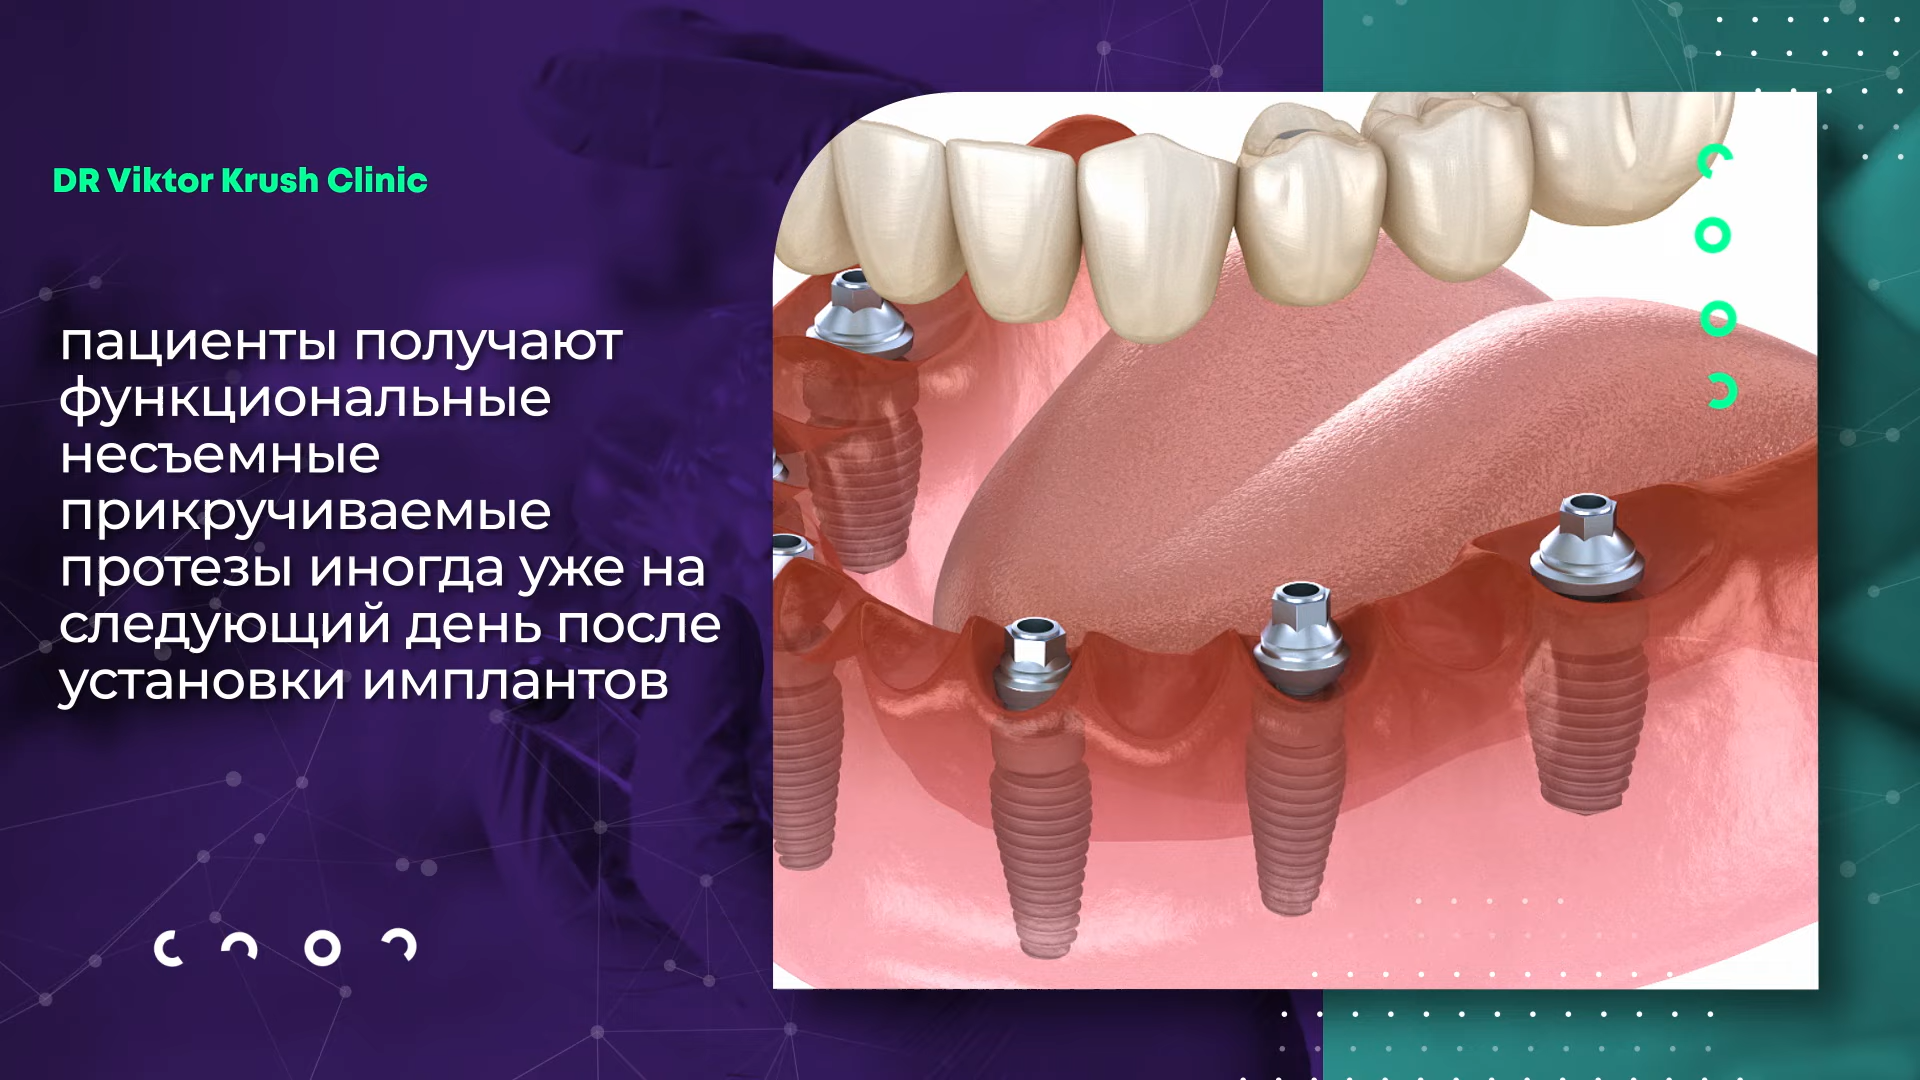 DR Viktor Krush Clinic
пациенты получают
функциональные
несъемные
прикручиваемые
протезы иногда уже на
следующий день после
установки имплантов